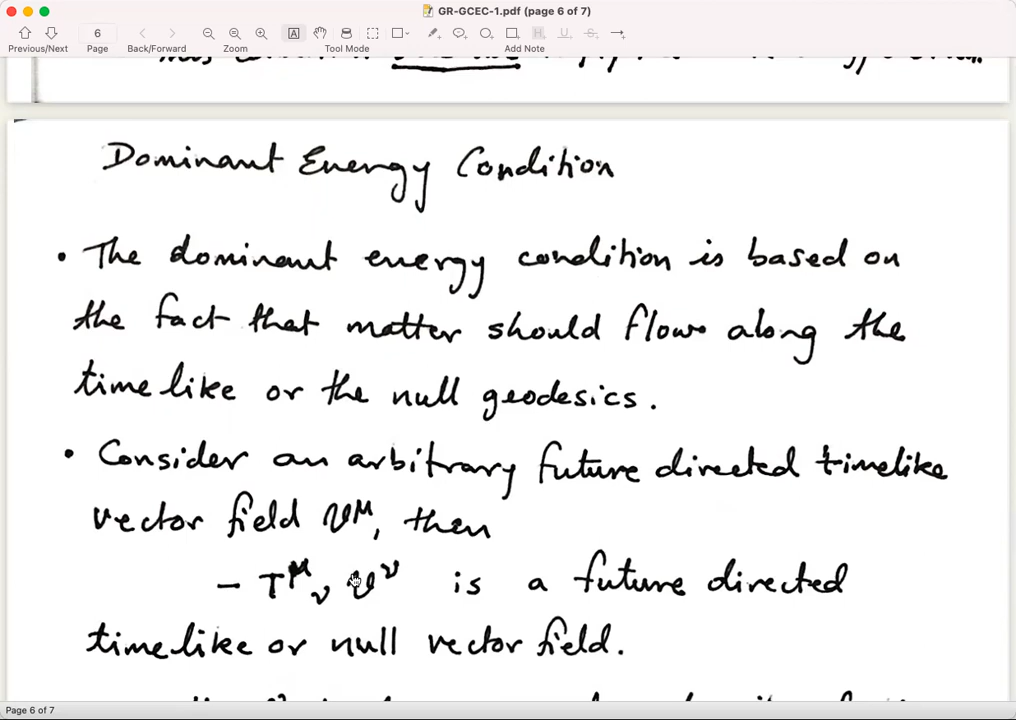 GR-GCEC-1.pdf (page 6 of 7)
6
Previous/Next Page Back/Forward Zoom Tool Mode Add Note
Dominant Energy Condition
• The dominant energy condition is based on
the fact that matter should flow along the
timelike or the null geodesics.
• Consider an arbitrary future directed timelike
vector field v^μ, then
- T^μ_ν v^ν is a future directed
timelike or null vector field.
Page 6 of 7